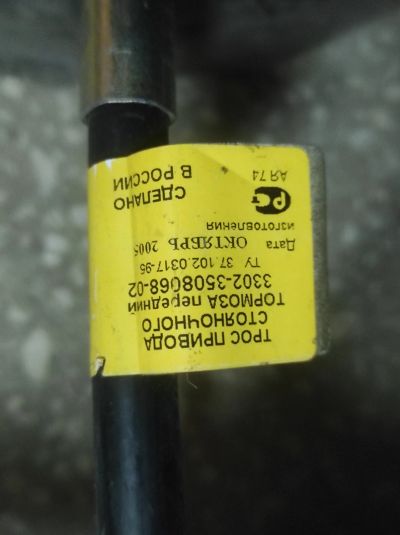 ТРОС ПРИВОДА
СТОЯНОЧНОГО
ТОРМОЗА передний
3302-3508068-02
ТУ 37.102.0317-95
Дата ОКТЯБРЬ 2005
изготовления
РС
АЯ74
СДЕЛАНО
В РОССИИ